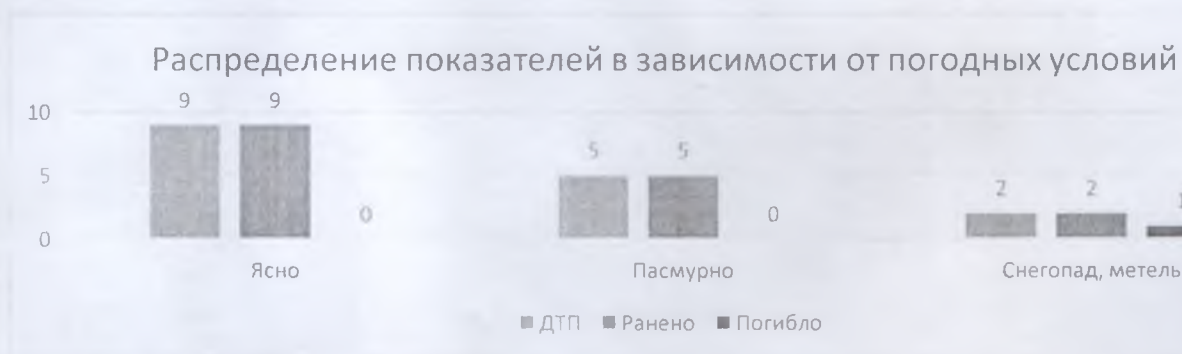 Распределение показателей в зависимости от погодных условий
10
5
0
9 9 0
5 5 0
2 2 1
Ясно Пасмурно Снегопад, метель
ДТП Ранено Погибло